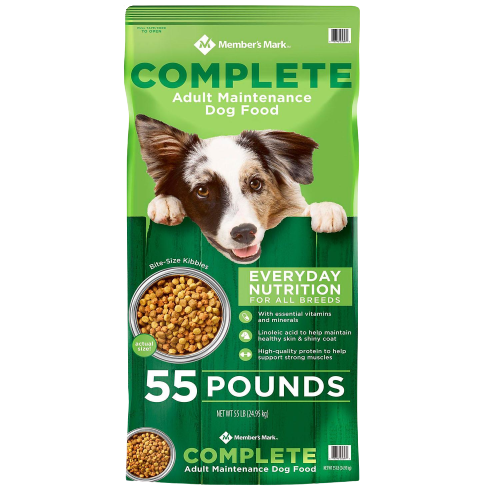 TO OPEN
Member's Mark
COMPLETE
Adult Maintenance
Dog Food
Bite-Size Kibbles
actual
size!
EVERYDAY
NUTRITION
FOR ALL BREEDS
With essential vitamins
and minerals
Linoleic acid to help maintain
healthy skin & shiny coat
High-quality protein to help
support strong muscles
55 POUNDS
NET WT 55 LB (24.95 kg)
Member's Mark
COMPLETE
Adult Maintenance Dog Food